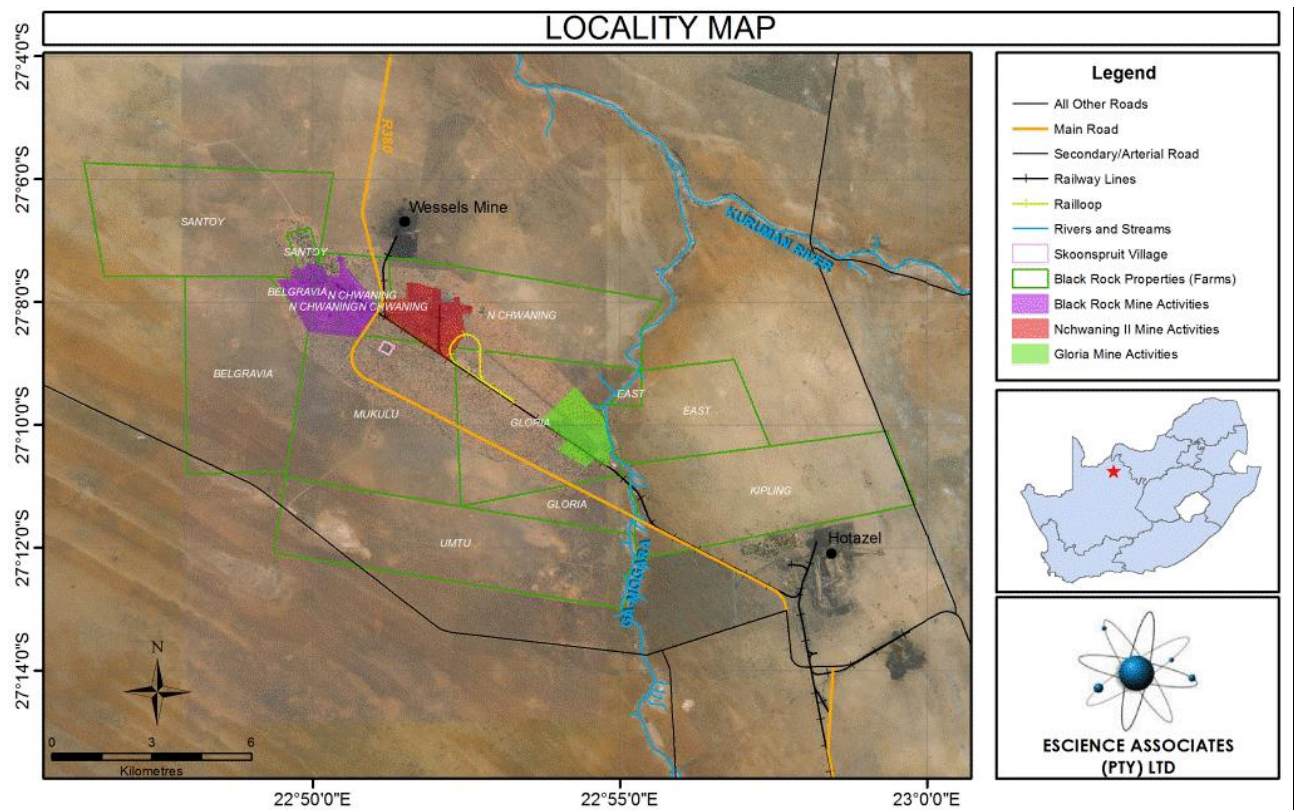 LOCALITY MAP
27°4'0"S
27°6'0"S
27°8'0"S
27°10'0"S
27°12'0"S
27°14'0"S
R380
Wessels Mine
KURUMAN RIVER
SANTOY
SANTOY
BELGRAVIA
N CHWANING
N CHWANING
N CHWANING
N CHWANING
BELGRAVIA
MUKULU
GLORIA
EAST
EAST
KIPLING
GLORIA
UMTU
Hotazel
GA-MOGARA
N
0 3 6
Kilometres
22°50'0"E
22°55'0"E
23°0'0"E
Legend
All Other Roads
Main Road
Secondary/Arterial Road
Railway Lines
Railloop
Rivers and Streams
Skoonspruit Village
Black Rock Properties (Farms)
Black Rock Mine Activities
Nchwaning II Mine Activities
Gloria Mine Activities
ESCIENCE ASSOCIATES
(PTY) LTD